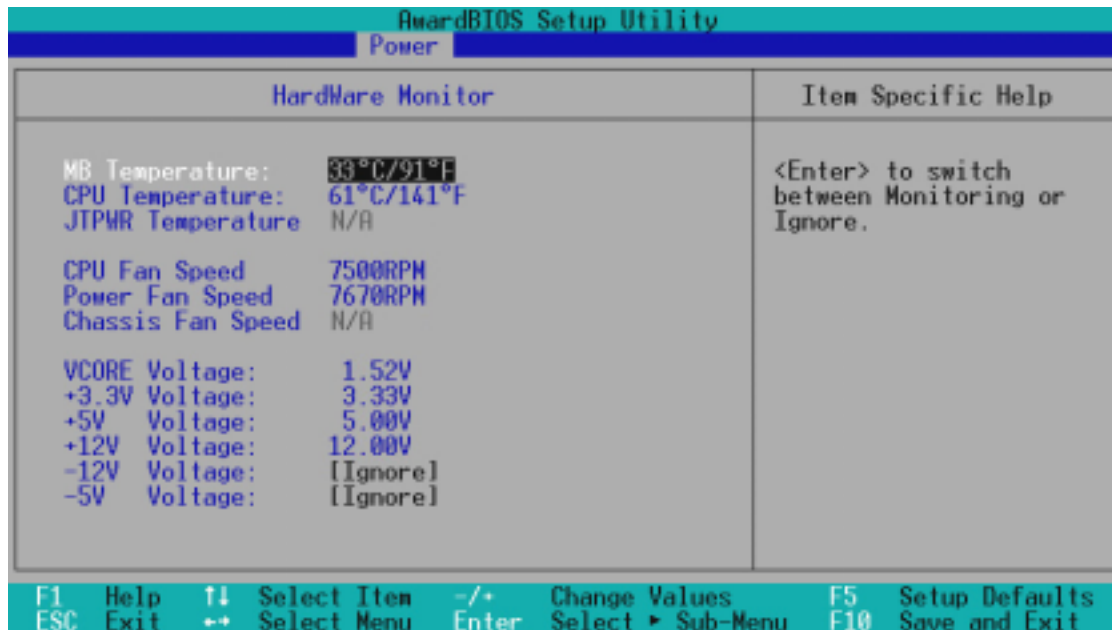 AwardBIOS Setup Utility
Power
HardWare Monitor
Item Specific Help
MB Temperature: 33°C/91°F
CPU Temperature: 61°C/141°F
JTPWR Temperature N/A
CPU Fan Speed 7500RPM
Power Fan Speed 7670RPM
Chassis Fan Speed N/A
VCORE Voltage: 1.52V
+3.3V Voltage: 3.33V
+5V Voltage: 5.00V
+12V Voltage: 12.00V
-12V Voltage: [Ignore]
-5V Voltage: [Ignore]
<Enter> to switch
between Monitoring or
Ignore.
F1 Help ↑↓ Select Item -/+ Change Values F5 Setup Defaults
ESC Exit ←→ Select Menu Enter Select ► Sub-Menu F10 Save and Exit